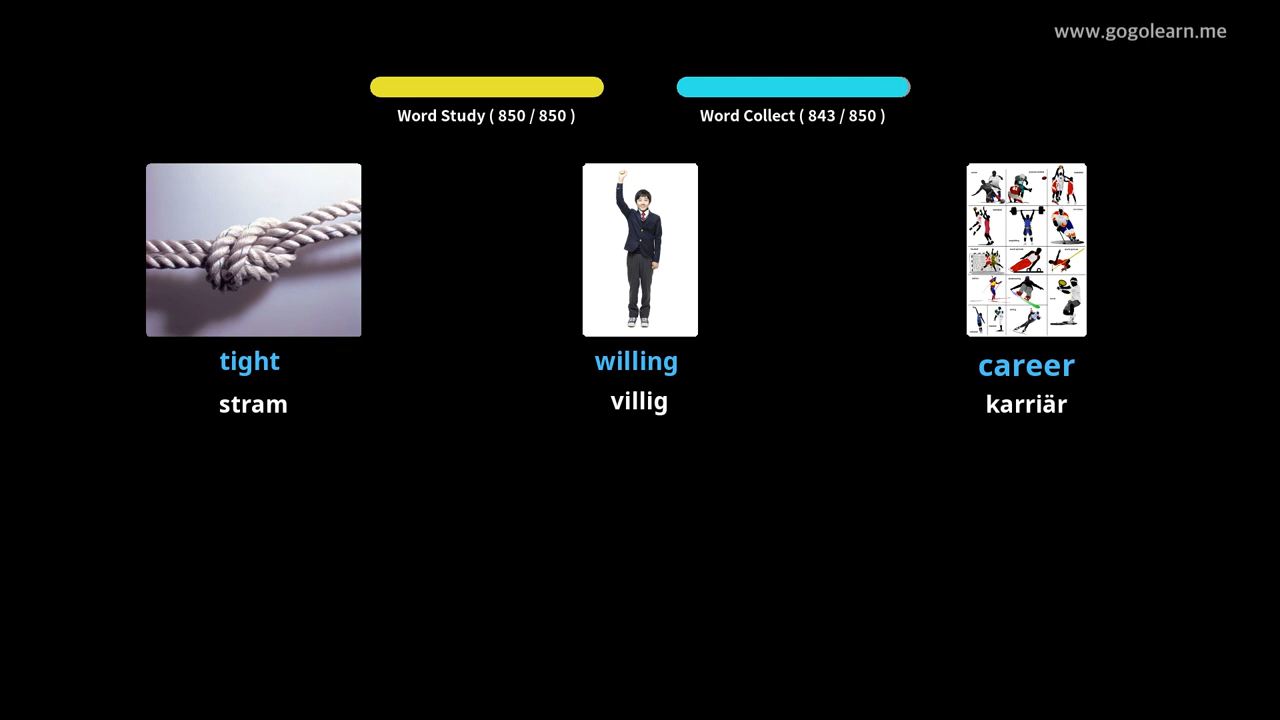 www.gogolearn.me
Word Study ( 850 / 850 )
Word Collect ( 843 / 850 )
tight
willing
career
stram
villig
karriär